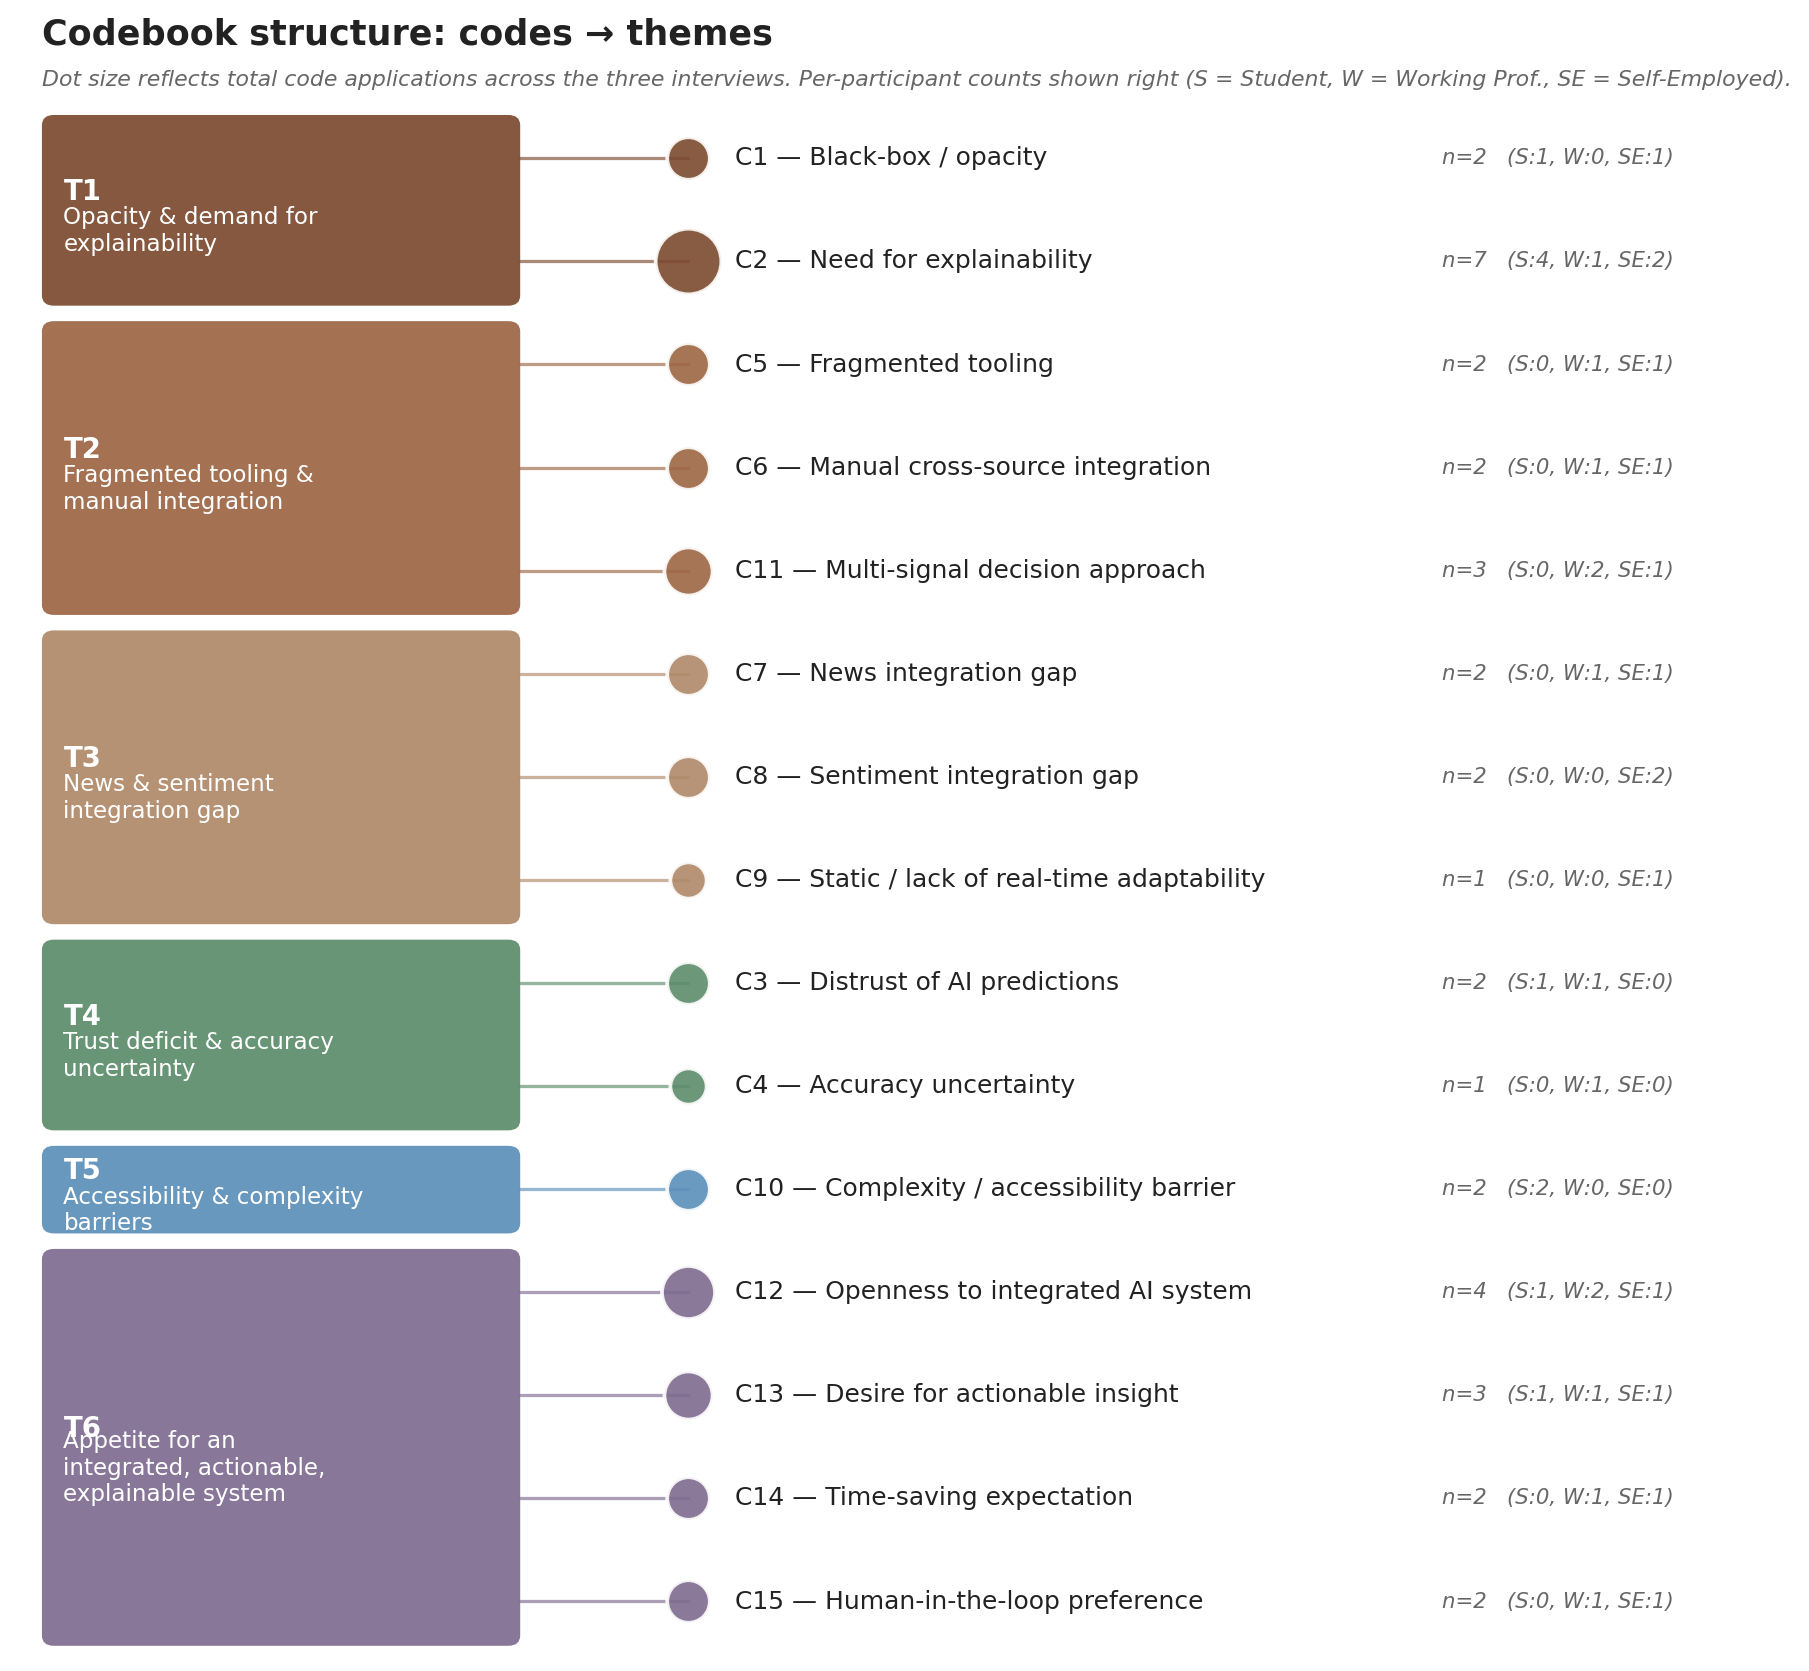 Codebook structure: codes → themes
Dot size reflects total code applications across the three interviews. Per-participant counts shown right (S = Student, W = Working Prof., SE = Self-Employed).
T1
Opacity & demand for
explainability
C1 — Black-box / opacity n=2 (S:1, W:0, SE:1)
C2 — Need for explainability n=7 (S:4, W:1, SE:2)
T2
Fragmented tooling &
manual integration
C5 — Fragmented tooling n=2 (S:0, W:1, SE:1)
C6 — Manual cross-source integration n=2 (S:0, W:1, SE:1)
C11 — Multi-signal decision approach n=3 (S:0, W:2, SE:1)
T3
News & sentiment
integration gap
C7 — News integration gap n=2 (S:0, W:1, SE:1)
C8 — Sentiment integration gap n=2 (S:0, W:0, SE:2)
C9 — Static / lack of real-time adaptability n=1 (S:0, W:0, SE:1)
T4
Trust deficit & accuracy
uncertainty
C3 — Distrust of AI predictions n=2 (S:1, W:1, SE:0)
C4 — Accuracy uncertainty n=1 (S:0, W:1, SE:0)
T5
Accessibility & complexity
barriers
C10 — Complexity / accessibility barrier n=2 (S:2, W:0, SE:0)
T6
Appetite for an
integrated, actionable,
explainable system
C12 — Openness to integrated AI system n=4 (S:1, W:2, SE:1)
C13 — Desire for actionable insight n=3 (S:1, W:1, SE:1)
C14 — Time-saving expectation n=2 (S:0, W:1, SE:1)
C15 — Human-in-the-loop preference n=2 (S:0, W:1, SE:1)